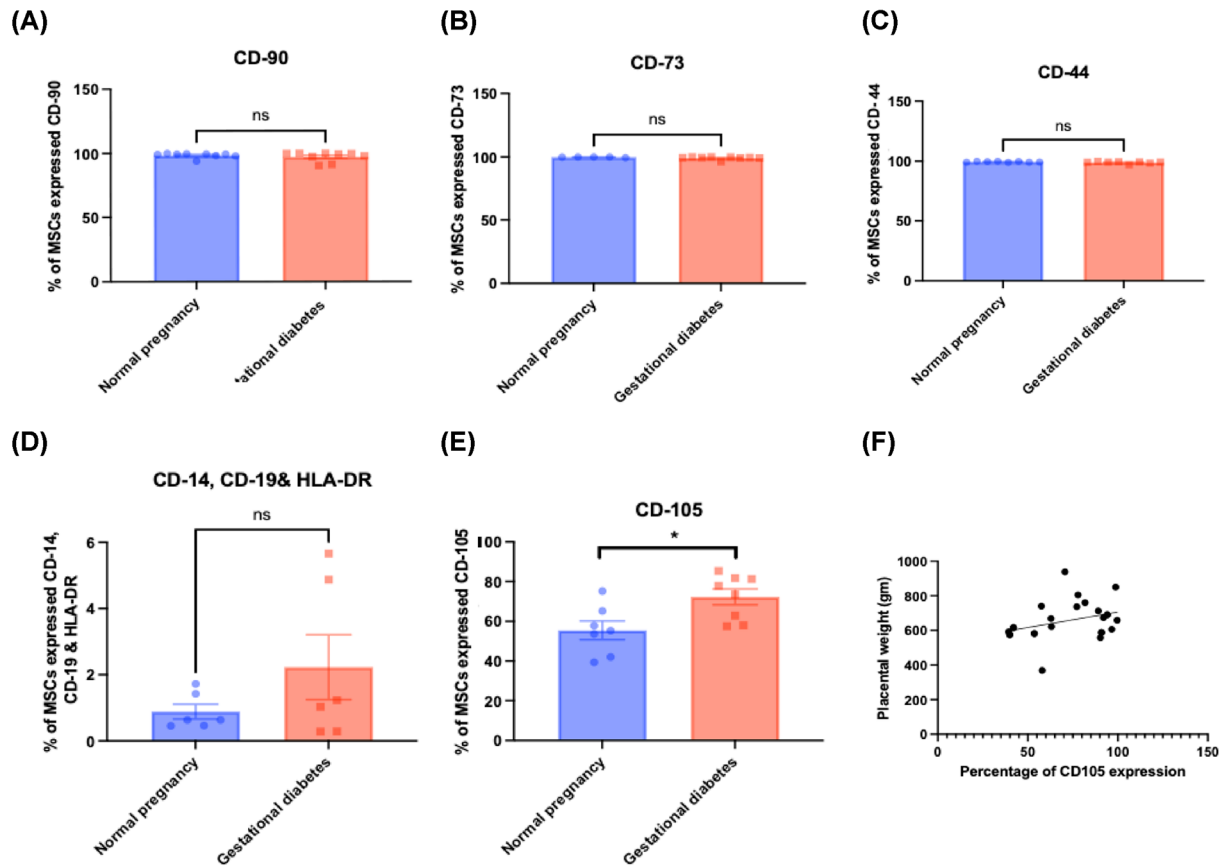 (A)
CD-90
% of MSCs expressed CD-90
150
100
50
0
ns
Normal pregnancy
tational diabetes
(B)
CD-73
% of MSCs expressed CD-73
150
100
50
0
ns
Normal pregnancy
Gestational diabetes
(C)
CD-44
% of MSCs expressed CD- 44
150
100
50
0
ns
Normal pregnancy
Gestational diabetes
(D)
CD-14, CD-19& HLA-DR
% of MSCs expressed CD-14,
CD-19 & HLA-DR
6
4
2
0
ns
Normal pregnancy
Gestational diabetes
(E)
CD-105
% of MSCs expressed CD-105
100
80
60
40
20
0
*
Normal pregnancy
Gestational diabetes
(F)
Placental weight (gm)
1000
800
600
400
200
0
0
50
100
150
Percentage of CD105 expression